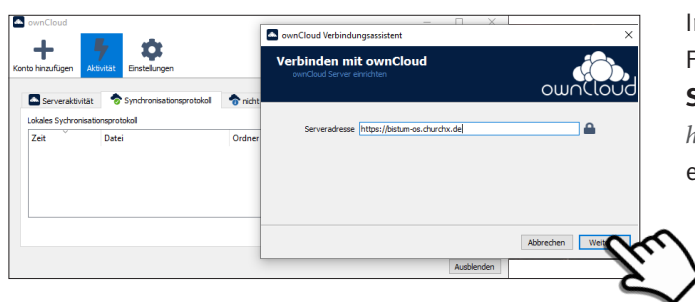 ownCloud
Konto hinzufügen
Aktivität
Einstellungen
Serveraktivität
Synchronisationsprotokoll
nicht
Lokales Sychronisationsprotokoll
Zeit
Datei
Ordner
Ausblenden
ownCloud Verbindungsassistent
Verbinden mit ownCloud
ownCloud Server einrichten
ownCloud
Serveradresse https://bistum-os.churchx.de
Abbrechen
I
F
S
h
e